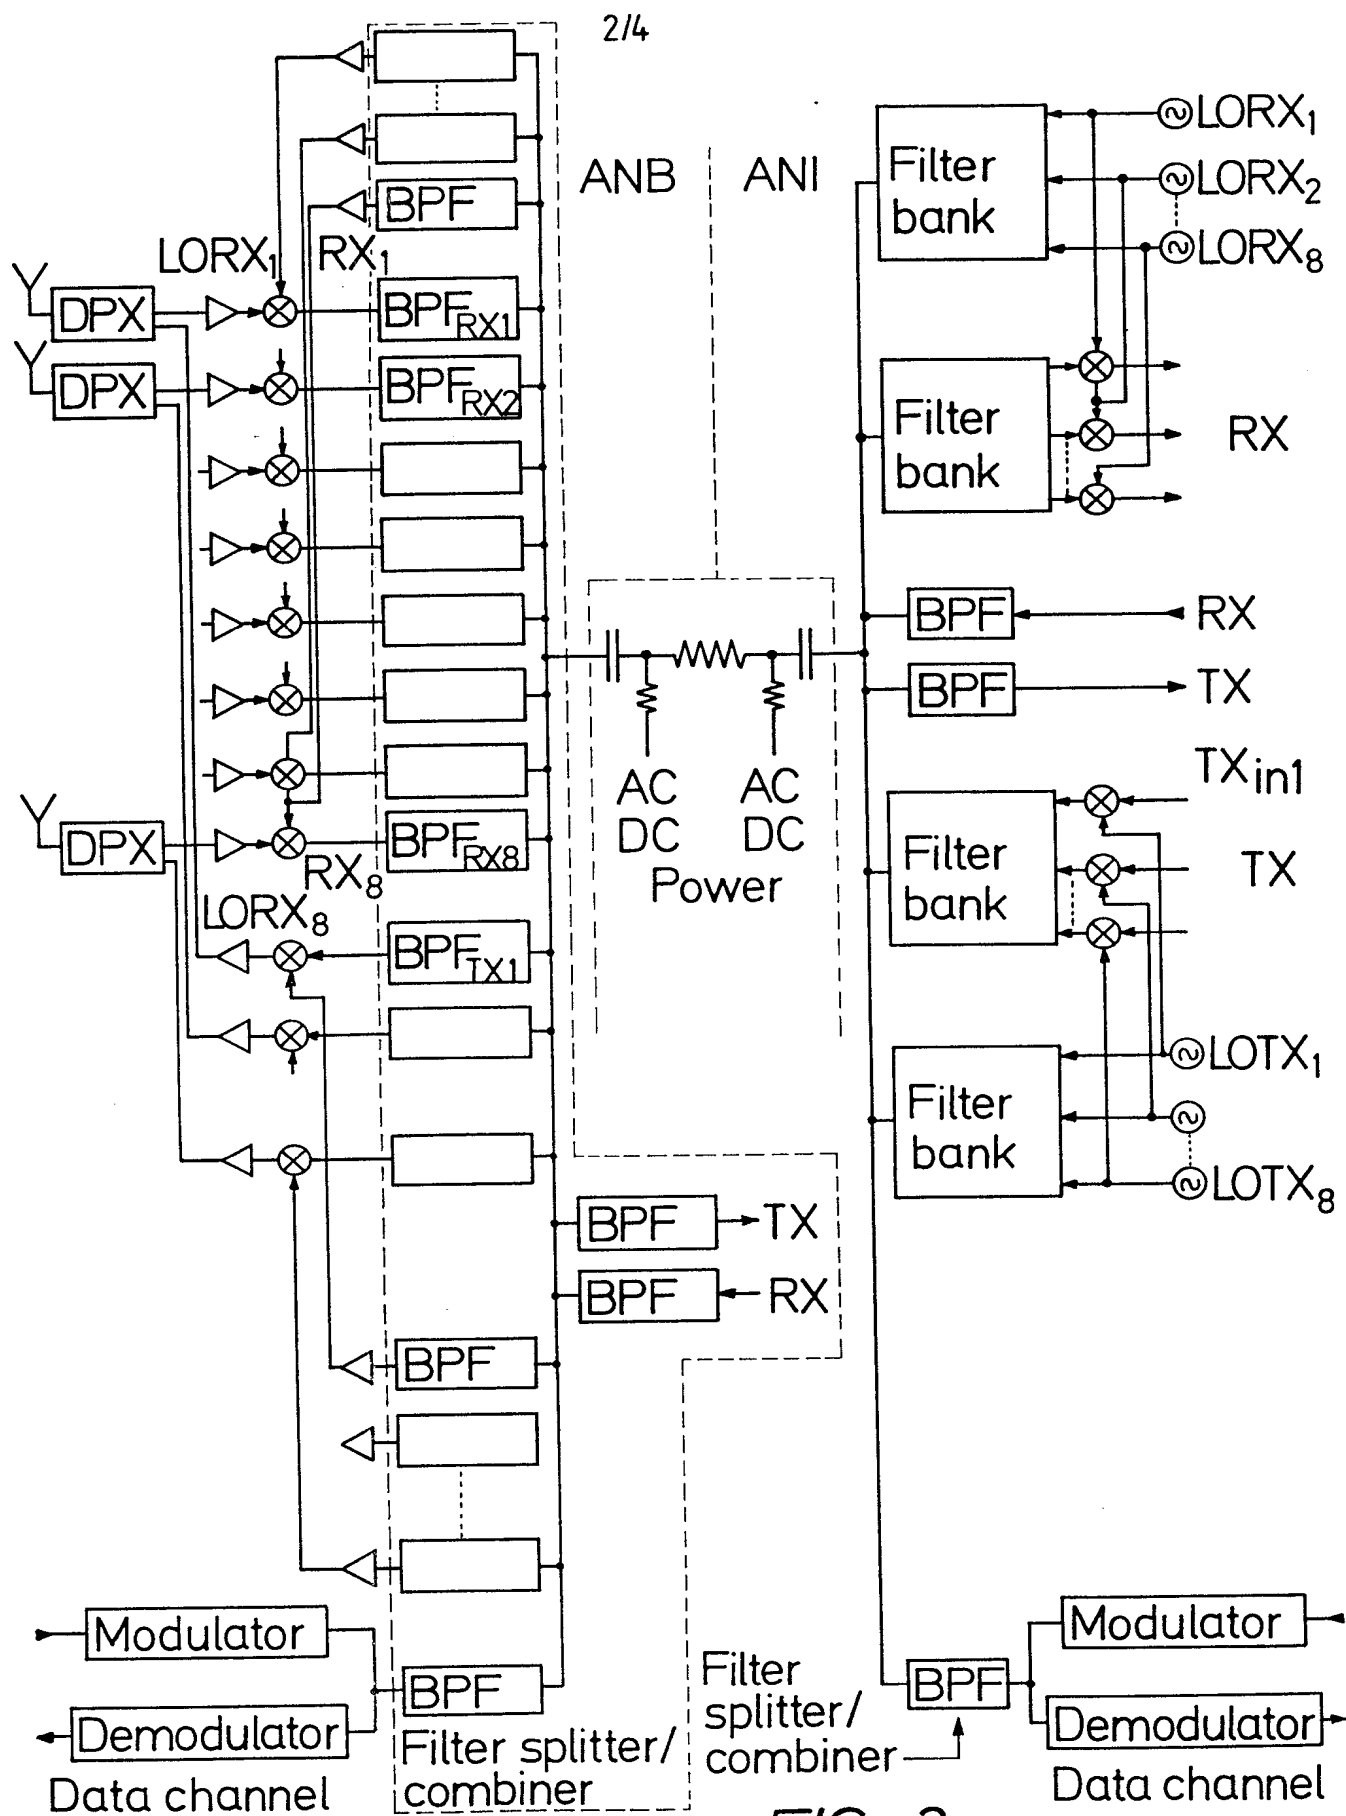 2/4
ANB
ANI
LORX1
LORX2
LORX8
Filter
bank
BPF
LORX1
RX1
DPX
BPFRX1
DPX
BPFRX2
Filter
bank
RX
BPF
RX
BPF
TX
AC
DC
AC
DC
Power
TXin1
Filter
bank
TX
DPX
BPFRX8
RX8
LORX8
BPFTX1
Filter
bank
LOTX1
LOTX8
BPF
TX
BPF
RX
BPF
Modulator
Demodulator
Data channel
BPF
Filter splitter/
combiner
Filter
splitter/
combiner
BPF
Modulator
Demodulator
Data channel